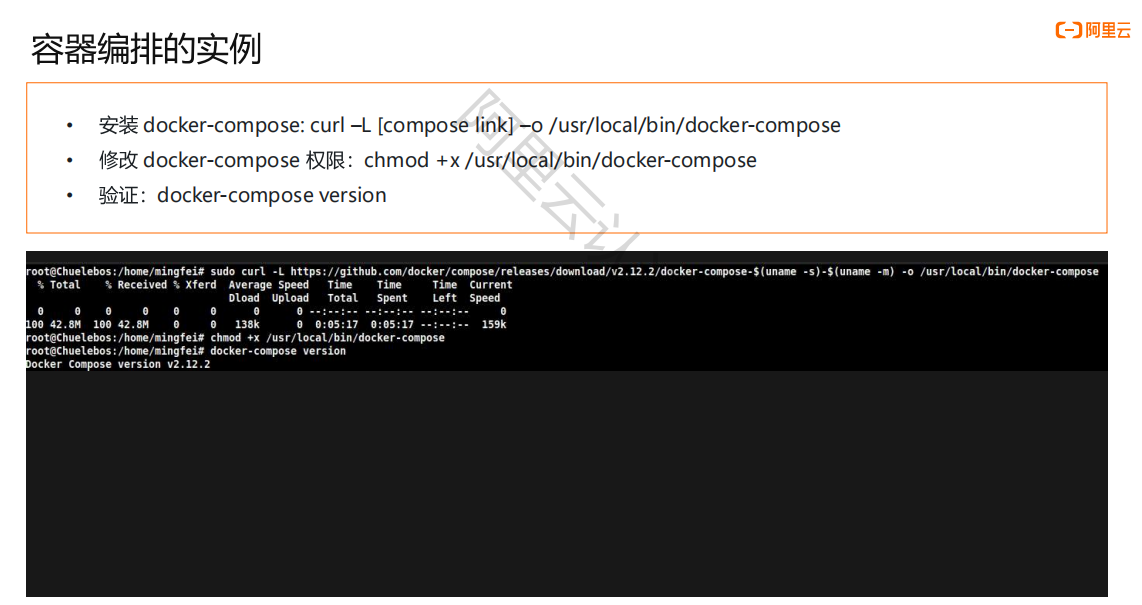 容器编排的实例
阿里云
• 安装 docker-compose: curl –L [compose link] –o /usr/local/bin/docker-compose
• 修改 docker-compose 权限：chmod +x /usr/local/bin/docker-compose
• 验证：docker-compose version
阿里云认
root@Chuelebos:/home/mingfei# sudo curl -L https://github.com/docker/compose/releases/download/v2.12.2/docker-compose-$(uname -s)-$(uname -m) -o /usr/local/bin/docker-compose
% Total % Received % Xferd Average Speed Time Time Time Current
Dload Upload Total Spent Left Speed
0 0 0 0 0 0 0 0 --:--:-- --:--:-- --:--:-- 0
100 42.8M 100 42.8M 0 0 138k 0 0:05:17 0:05:17 --:--:-- 159k
root@Chuelebos:/home/mingfei# chmod +x /usr/local/bin/docker-compose
root@Chuelebos:/home/mingfei# docker-compose version
Docker Compose version v2.12.2